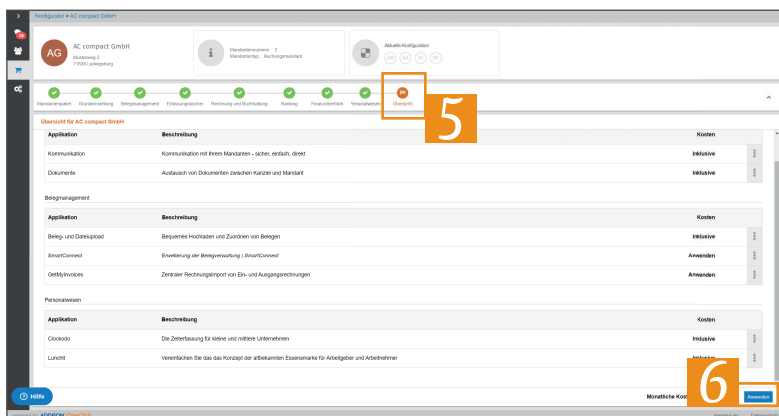 Konfigurator ▸ AC compact GmbH
AG
AC compact GmbH
Musterweg 2
71638 Ludwigsburg
Mandantennummer : 2
Mandantentyp : Buchungsmandant
Aktuelle Konfiguration
Mandantenpaket Grundeinstellung Belegmanagement Erfassungsbücher Rechnung und Buchhaltung Banking Finanzüberblick Personalwesen Übersicht
5
Übersicht für AC compact GmbH
Applikation Beschreibung Kosten
Kommunikation Kommunikation mit Ihrem Mandanten - sicher, einfach, direkt Inklusive
Dokumente Austausch von Dokumenten zwischen Kanzlei und Mandant Inklusive
Belegmanagement
Applikation Beschreibung Kosten
Beleg- und Dateiupload Bequemes Hochladen und Zuordnen von Belegen Inklusive
SmartConnect Erweiterung der Belegverwaltung | SmartConnect Anwenden
GetMyInvoices Zentraler Rechnungsimport von Ein- und Ausgangsrechnungen Anwenden
Personalwesen
Applikation Beschreibung Kosten
Clockodo Die Zeiterfassung für kleine und mittlere Unternehmen Inklusive
Lunchit Vereinfachen Sie das das Konzept der altbekannten Essensmarke für Arbeitgeber und Arbeitnehmer
6
Hilfe
Monatliche Anwenden